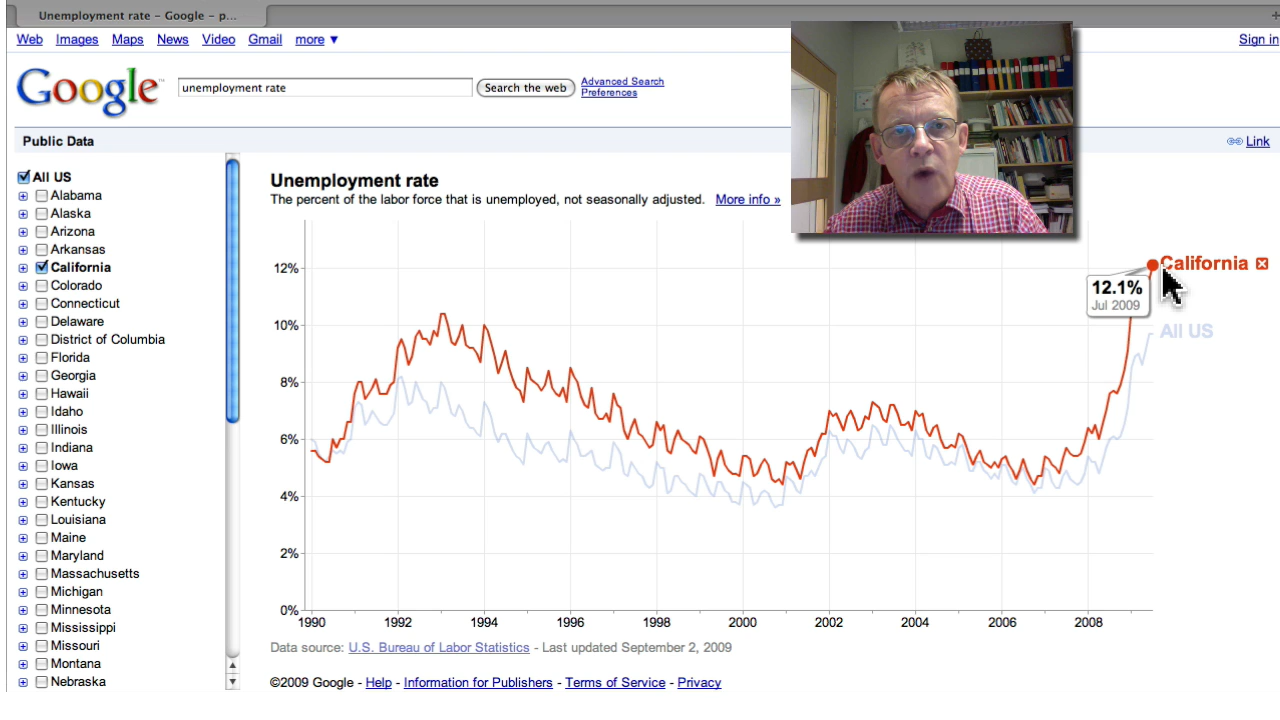 Unemployment rate – Google – p...
Web Images Maps News Video Gmail more ▼
Sign in
Google™
unemployment rate
Search the web
Advanced Search
Preferences
Public Data
Link
All US
Alabama
Alaska
Arizona
Arkansas
California
Colorado
Connecticut
Delaware
District of Columbia
Florida
Georgia
Hawaii
Idaho
Illinois
Indiana
Iowa
Kansas
Kentucky
Louisiana
Maine
Maryland
Massachusetts
Michigan
Minnesota
Mississippi
Missouri
Montana
Nebraska
Unemployment rate
The percent of the labor force that is unemployed, not seasonally adjusted. More info »
12%
10%
8%
6%
4%
2%
0%
California
12.1%
Jul 2009
All US
1990 1992 1994 1996 1998 2000 2002 2004 2006 2008
Data source: U.S. Bureau of Labor Statistics - Last updated September 2, 2009
©2009 Google - Help - Information for Publishers - Terms of Service - Privacy